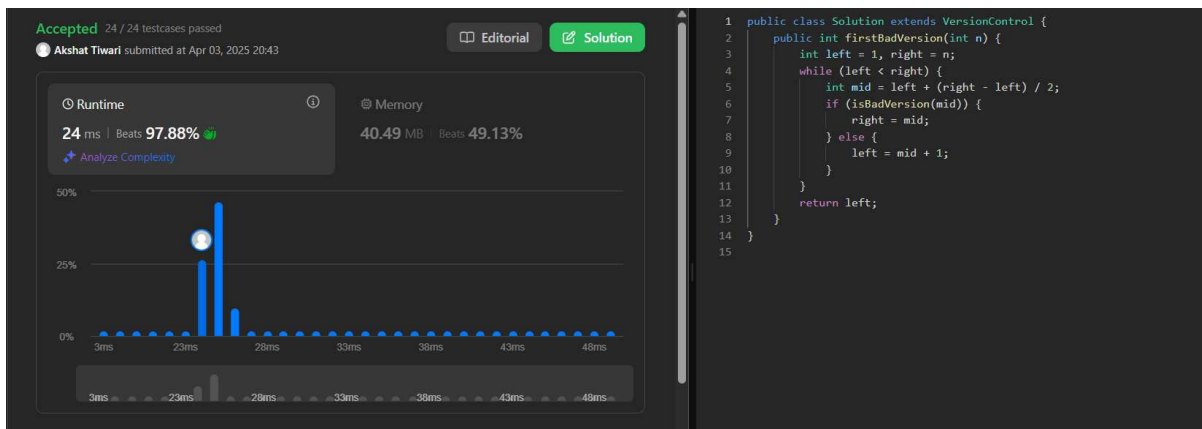 Accepted 24 / 24 testcases passed
Akshat Tiwari submitted at Apr 03, 2025 20:43
Editorial
Solution
Runtime
24 ms | Beats 97.88%
Analyze Complexity
Memory
40.49 MB | Beats 49.13%
50%
25%
0%
3ms 23ms 28ms 33ms 38ms 43ms 48ms
3ms 23ms 28ms 33ms 38ms 43ms 48ms
1 public class Solution extends VersionControl {
2     public int firstBadVersion(int n) {
3         int left = 1, right = n;
4         while (left < right) {
5             int mid = left + (right - left) / 2;
6             if (isBadVersion(mid)) {
7                 right = mid;
8             } else {
9                 left = mid + 1;
10             }
11         }
12         return left;
13     }
14 }
15